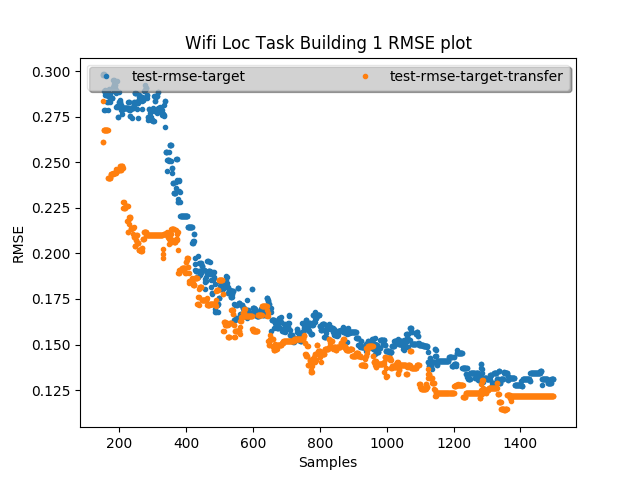 Wifi Loc Task Building 1 RMSE plot
test-rmse-target test-rmse-target-transfer
0.300
0.275
0.250
0.225
0.200
0.175
0.150
0.125
RMSE
200 400 600 800 1000 1200 1400
Samples